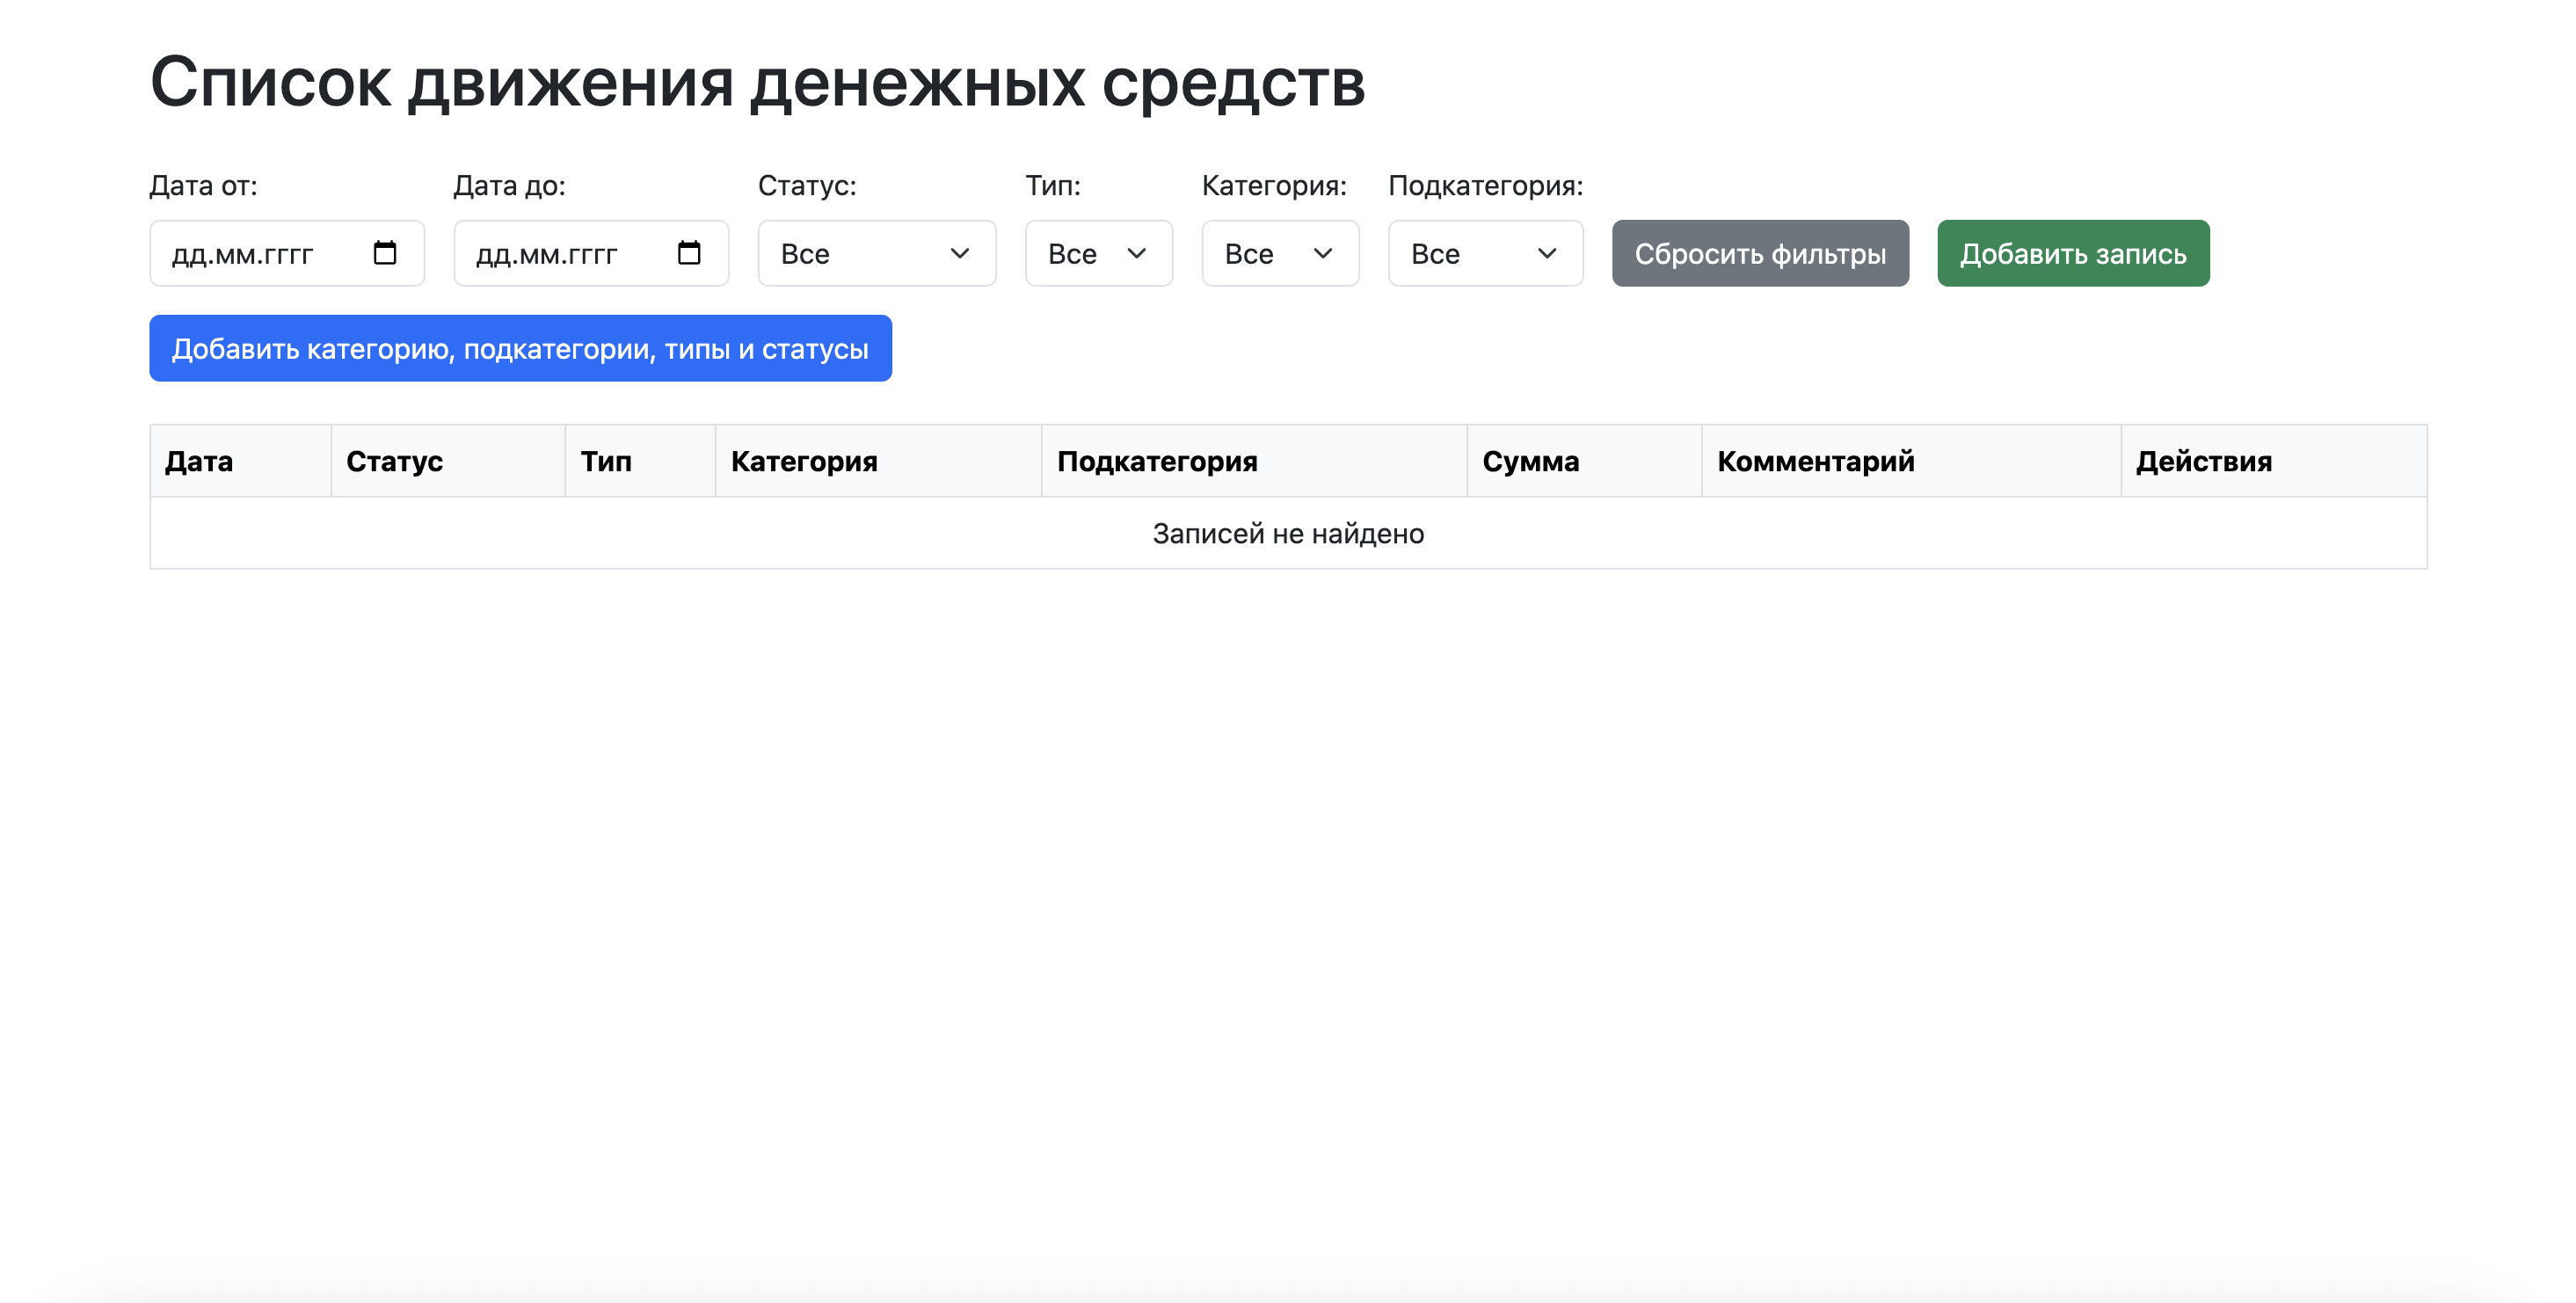 Список движения денежных средств
Дата от: Дата до: Статус: Тип: Категория: Подкатегория:
дд.мм.гггг дд.мм.гггг Все Все Все Все Сбросить фильтры Добавить запись
Добавить категорию, подкатегории, типы и статусы
Дата Статус Тип Категория Подкатегория Сумма Комментарий Действия
Записей не найдено